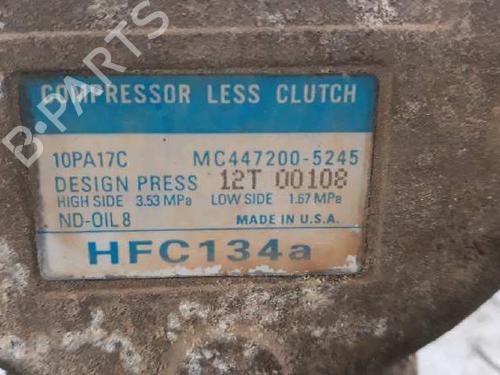 COMPRESSOR LESS CLUTCH
10PA17C MC447200-5245
DESIGN PRESS 12T 00108
HIGH SIDE 3.53 MPa LOW SIDE 1.67 MPa
ND-OIL 8 MADE IN U.S.A.
HFC134a
B-PARTS